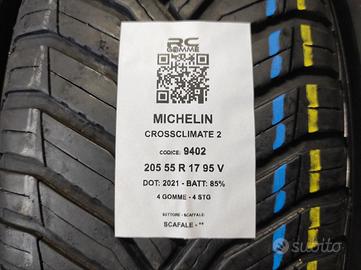 RC
GOMME
MICHELIN
CROSSCLIMATE 2
CODICE: 9402
205 55 R 17 95 V
DOT: 2021 - BATT: 85%
4 GOMME - 4 STG
SETTORE - SCAFFALE:
SCAFALE - **
subito